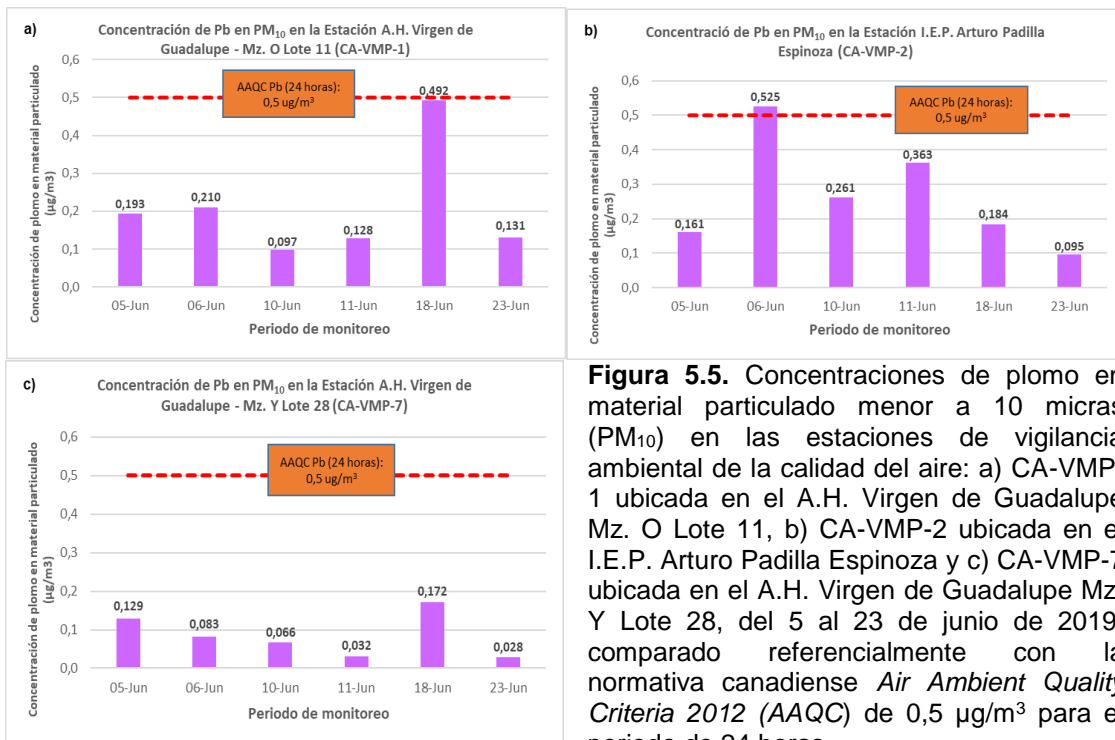 a)
Concentración de Pb en PM10 en la Estación A.H. Virgen de
Guadalupe - Mz. O Lote 11 (CA-VMP-1)
Concentración de plomo en material particulado
(µg/m3)
0,6
0,5
0,4
0,3
0,2
0,1
0,0
AAQC Pb (24 horas):
0,5 ug/m³
0,193
0,210
0,097
0,128
0,492
0,131
05-Jun
06-Jun
10-Jun
11-Jun
18-Jun
23-Jun
Periodo de monitoreo
b)
Concentració de Pb en PM10 en la Estación I.E.P. Arturo Padilla
Espinoza (CA-VMP-2)
Concentración de plomo en material particulado
(µg/m3)
0,6
0,5
0,4
0,3
0,2
0,1
0,0
AAQC Pb (24 horas):
0,5 ug/m³
0,161
0,525
0,261
0,363
0,184
0,095
05-Jun
06-Jun
10-Jun
11-Jun
18-Jun
23-Jun
Periodo de monitoreo
c)
Concentración de Pb en PM10 en la Estación A.H. Virgen de
Guadalupe - Mz. Y Lote 28 (CA-VMP-7)
Concentración de plomo en material particulado
(µg/m3)
0,6
0,5
0,4
0,3
0,2
0,1
0,0
AAQC Pb (24 horas):
0,5 ug/m³
0,129
0,083
0,066
0,032
0,172
0,028
05-Jun
06-Jun
10-Jun
11-Jun
18-Jun
23-Jun
Periodo de monitoreo
Figura 5.5. Concentraciones de plomo en
material particulado menor a 10 micras
(PM10) en las estaciones de vigilancia
ambiental de la calidad del aire: a) CA-VMP
1 ubicada en el A.H. Virgen de Guadalupe
Mz. O Lote 11, b) CA-VMP-2 ubicada en e
I.E.P. Arturo Padilla Espinoza y c) CA-VMP-7
ubicada en el A.H. Virgen de Guadalupe Mz
Y Lote 28, del 5 al 23 de junio de 2019
comparado referencialmente con la
normativa canadiense Air Ambient Quality
Criteria 2012 (AAQC) de 0,5 µg/m³ para e
periodo de 24 horas